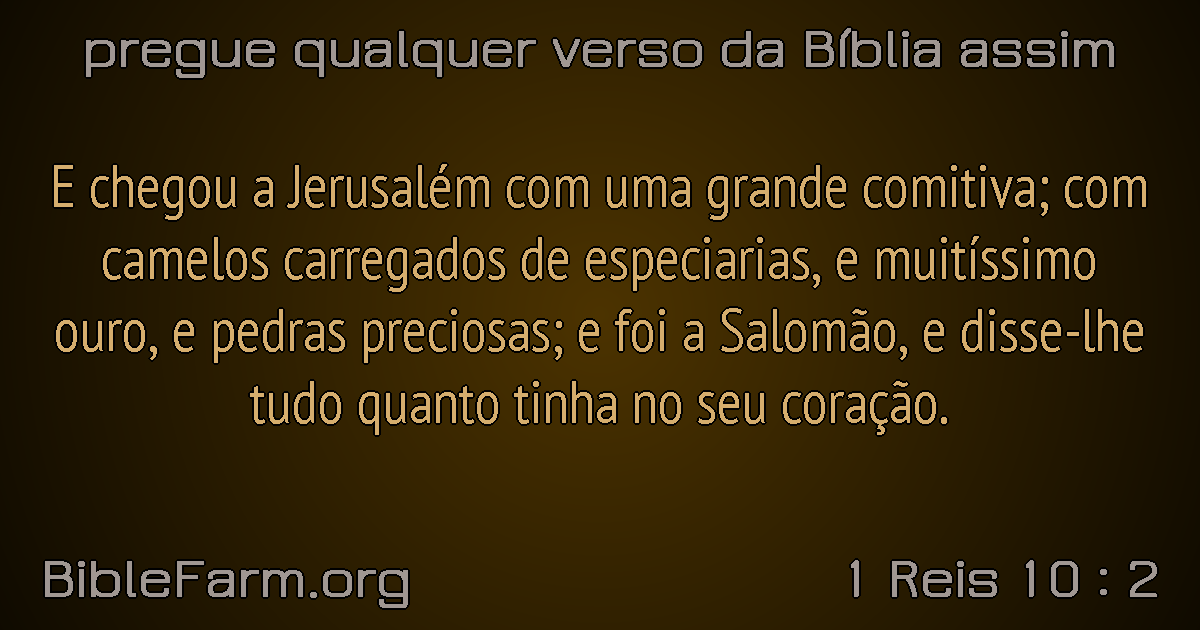 pregue qualquer verso da Bíblia assim
E chegou a Jerusalém com uma grande comitiva; com
camelos carregados de especiarias, e muitíssimo
ouro, e pedras preciosas; e foi a Salomão, e disse-lhe
tudo quanto tinha no seu coração.
BibleFarm.org
1 Reis 10 : 2